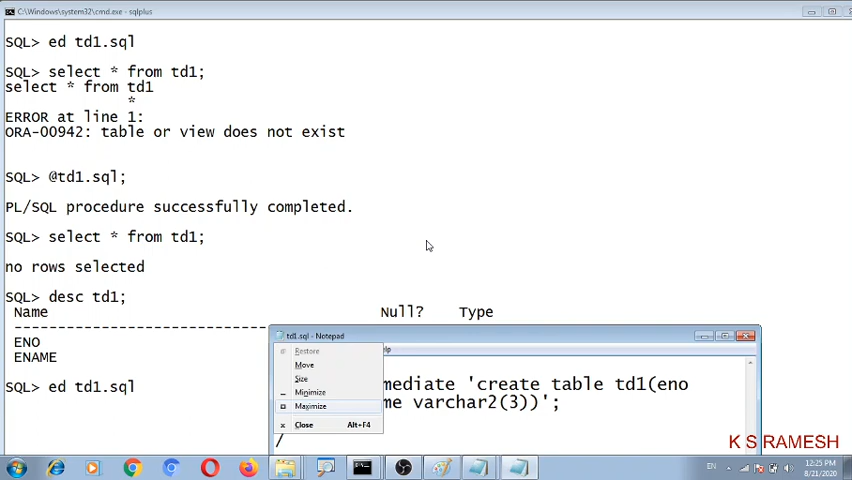 C:\Windows\system32\cmd.exe - sqlplus
SQL> ed td1.sql
SQL> select * from td1;
select * from td1
*
ERROR at line 1:
ORA-00942: table or view does not exist
SQL> @td1.sql;
PL/SQL procedure successfully completed.
SQL> select * from td1;
no rows selected
SQL> desc td1;
Name Null? Type
ENO
ENAME
SQL> ed td1.sql
td1.sql - Notepad
elp
Restore
Move
Size
Minimize
Maximize
Close Alt+F4
mediate 'create table td1(eno
me varchar2(3))';
/
K S RAMESH
EN
12:25 PM
8/21/2020